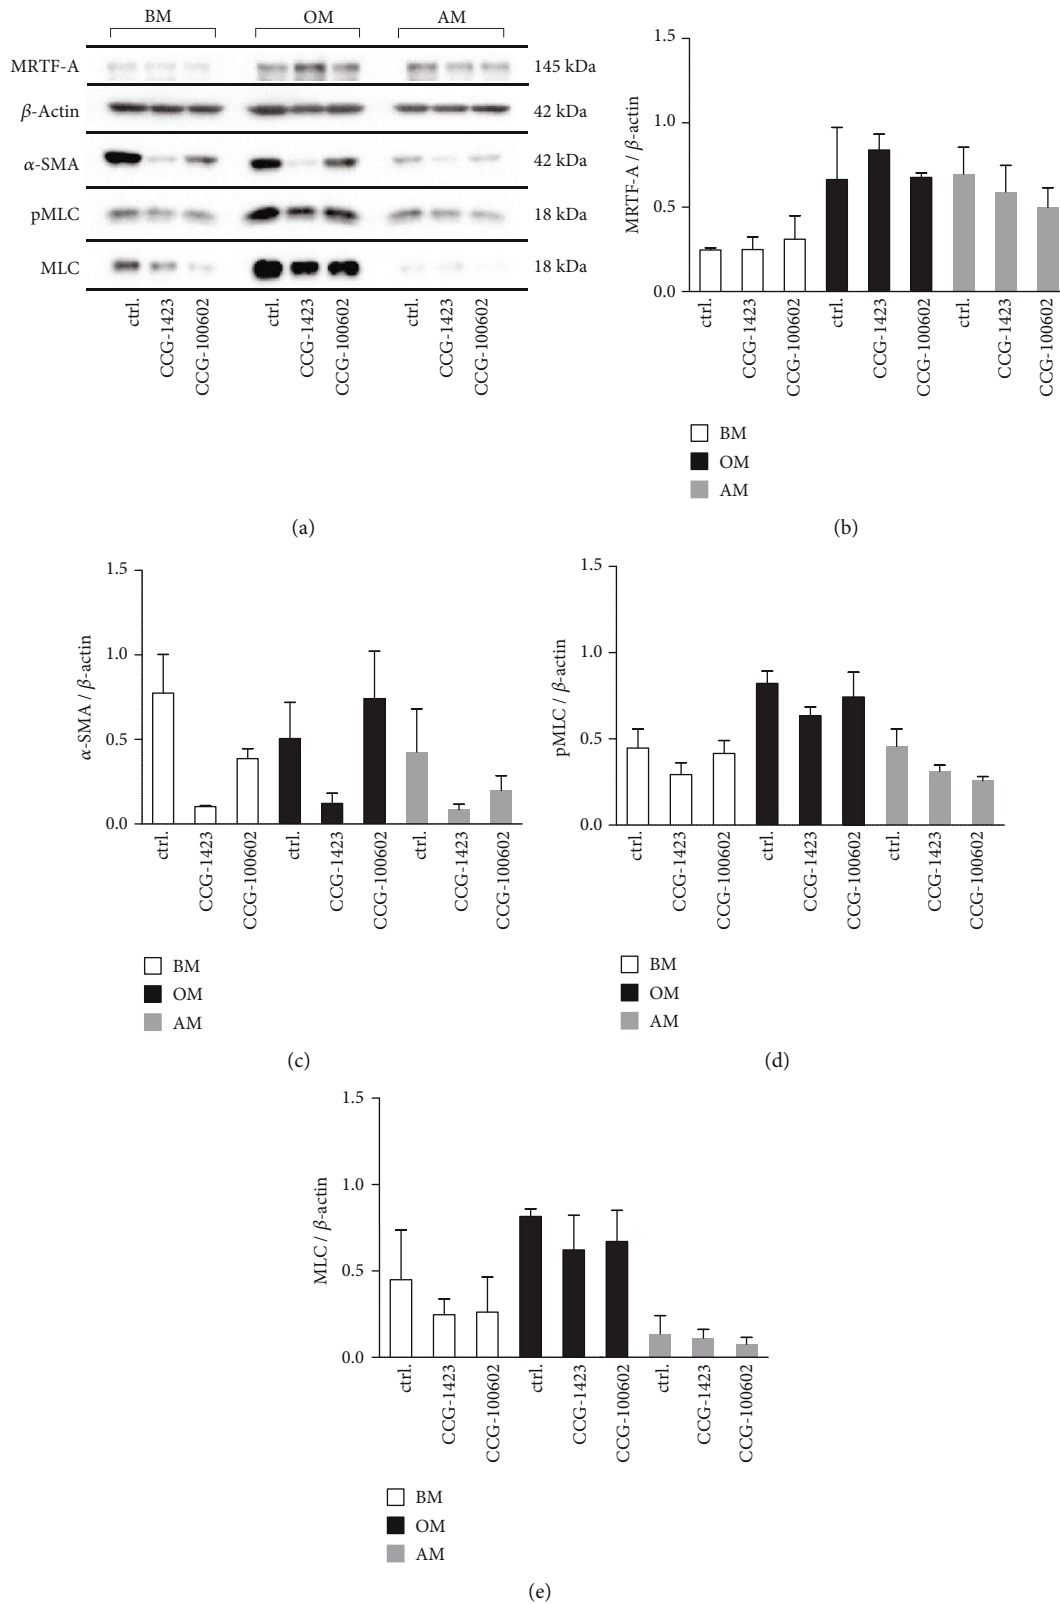 BM OM AM
MRTF-A 145 kDa
β-Actin 42 kDa
α-SMA 42 kDa
pMLC 18 kDa
MLC 18 kDa
ctrl. CCG-1423 CCG-100602 ctrl. CCG-1423 CCG-100602 ctrl. CCG-1423 CCG-100602
(a)
MRTF-A / β-actin
1.5
1.0
0.5
0.0
ctrl. CCG-1423 CCG-100602 ctrl. CCG-1423 CCG-100602 ctrl. CCG-1423 CCG-100602
BM
OM
AM
(b)
α-SMA / β-actin
1.5
1.0
0.5
0.0
ctrl. CCG-1423 CCG-100602 ctrl. CCG-1423 CCG-100602 ctrl. CCG-1423 CCG-100602
BM
OM
AM
(c)
pMLC / β-actin
1.5
1.0
0.5
0.0
ctrl. CCG-1423 CCG-100602 ctrl. CCG-1423 CCG-100602 ctrl. CCG-1423 CCG-100602
BM
OM
AM
(d)
MLC / β-actin
1.5
1.0
0.5
0.0
ctrl. CCG-1423 CCG-100602 ctrl. CCG-1423 CCG-100602 ctrl. CCG-1423 CCG-100602
BM
OM
AM
(e)